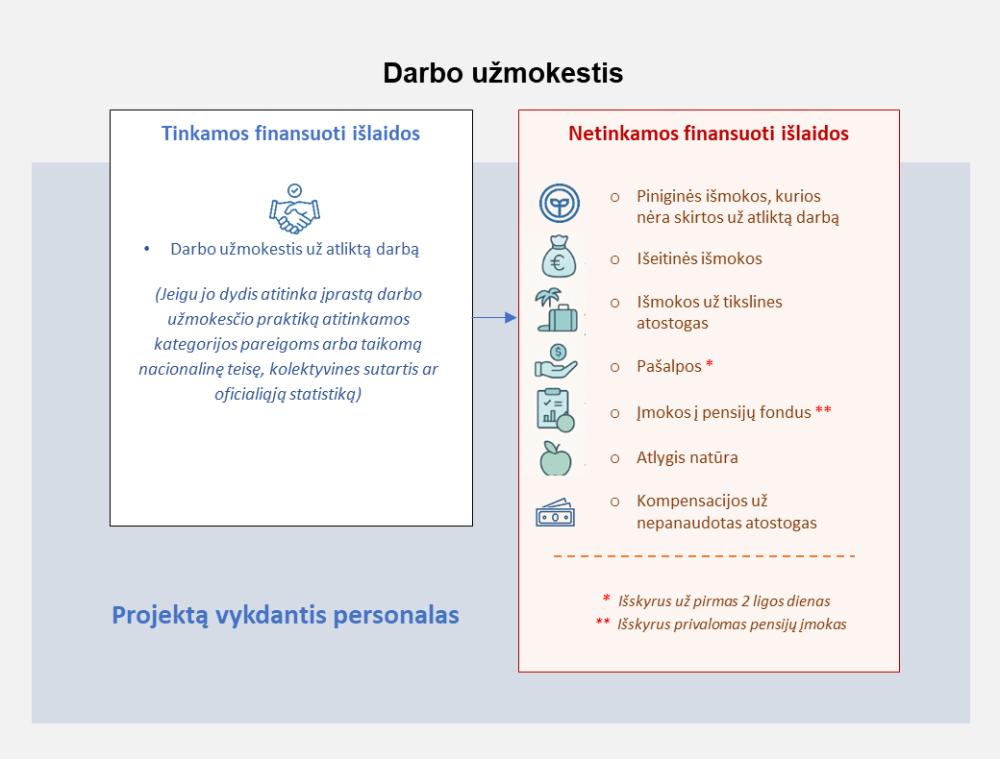 Darbo užmokestis
Tinkamos finansuoti išlaidos
• Darbo užmokestis už atliktą darbą
(Jeigu jo dydis atitinka įprastą darbo
užmokesčio praktiką atitinkamos
kategorijos pareigoms arba taikomą
nacionalinę teisę, kolektyvines sutartis ar
oficialiąją statistiką)
Netinkamos finansuoti išlaidos
o Piniginės išmokos, kurios
nėra skirtos už atliktą darbą
o Išeitinės išmokos
o Išmokos už tikslines
atostogas
o Pašalpos *
o Įmokos į pensijų fondus **
o Atlygis natūra
o Kompensacijos už
nepanaudotas atostogas
* Išskyrus už pirmas 2 ligos dienas
** Išskyrus privalomas pensijų įmokas
Projektą vykdantis personalas